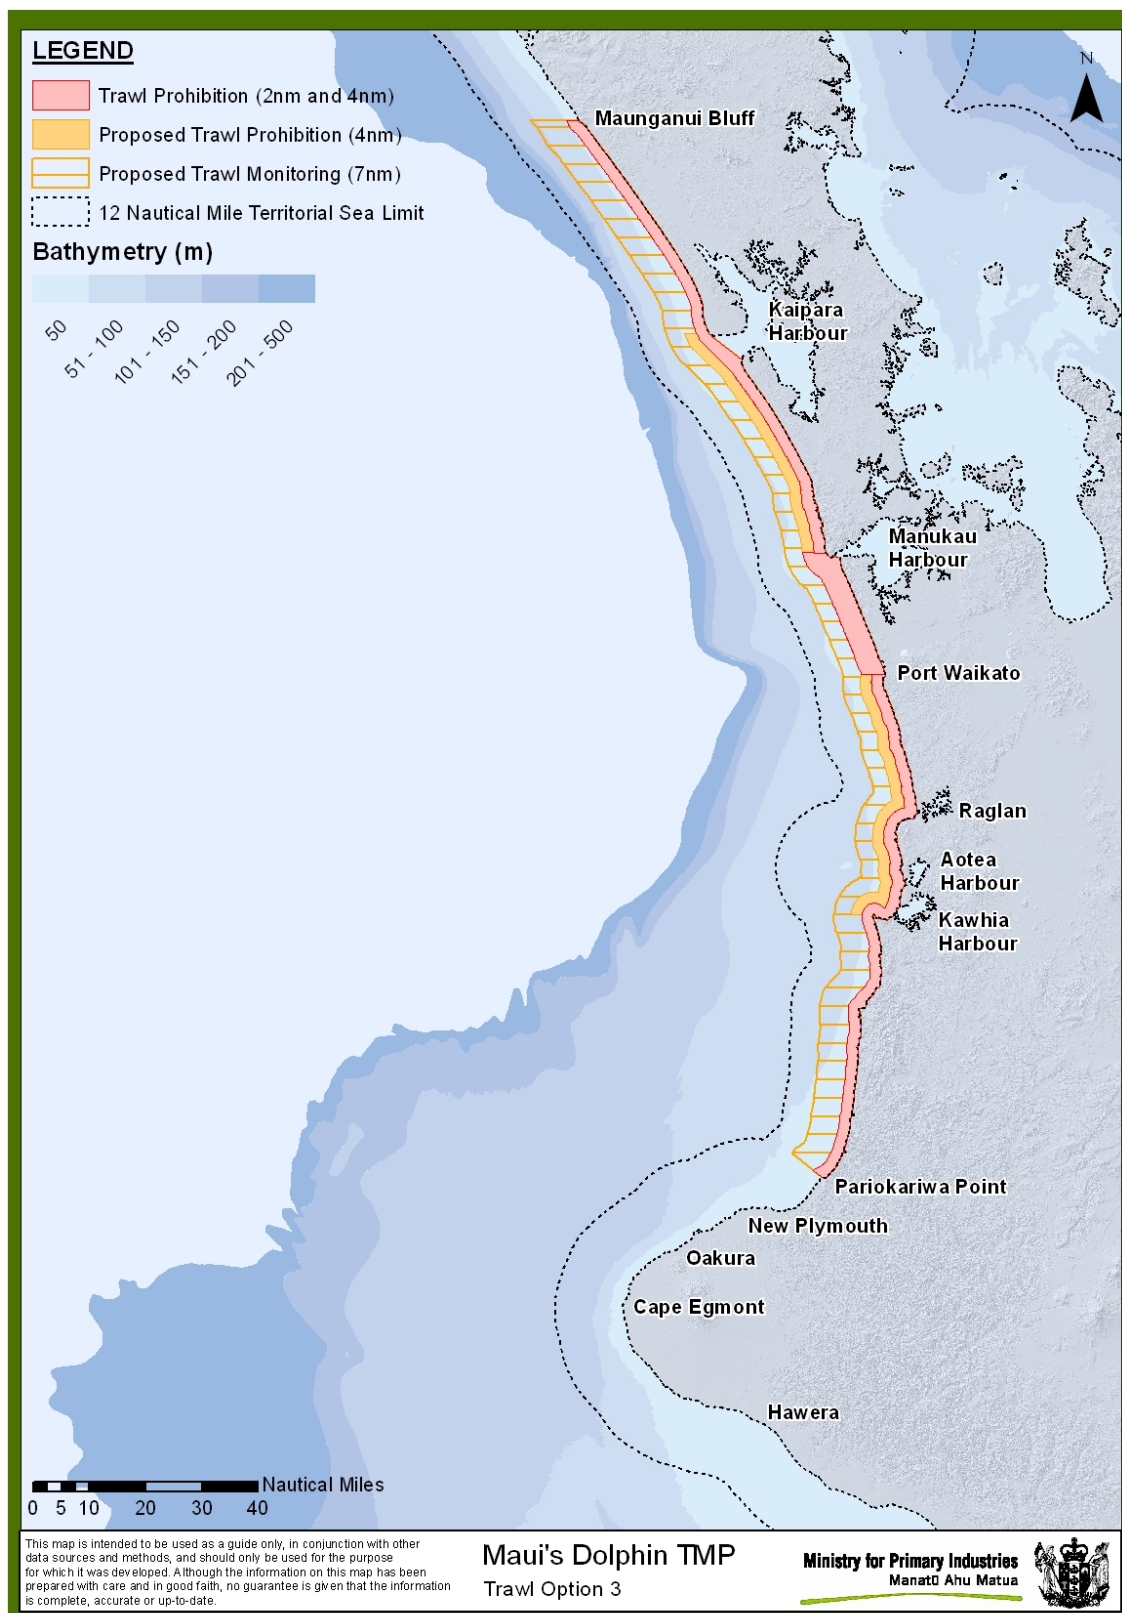 LEGEND
Trawl Prohibition (2nm and 4nm)
Proposed Trawl Prohibition (4nm)
Proposed Trawl Monitoring (7nm)
12 Nautical Mile Territorial Sea Limit
Bathymetry (m)
50
51 - 100
101 - 150
151 - 200
201 - 500
N
Maunganui Bluff
Kaipara
Harbour
Manukau
Harbour
Port Waikato
Raglan
Aotea
Harbour
Kawhia
Harbour
Pariokariwa Point
New Plymouth
Oakura
Cape Egmont
Hawera
Nautical Miles
0 5 10 20 30 40
This map is intended to be used as a guide only, in conjunction with other
data sources and methods, and should only be used for the purpose
for which it was developed. Although the information on this map has been
prepared with care and in good faith, no guarantee is given that the information
is complete, accurate or up-to-date.
Maui's Dolphin TMP
Trawl Option 3
Ministry for Primary Industries
Manat▯ Ahu Matua